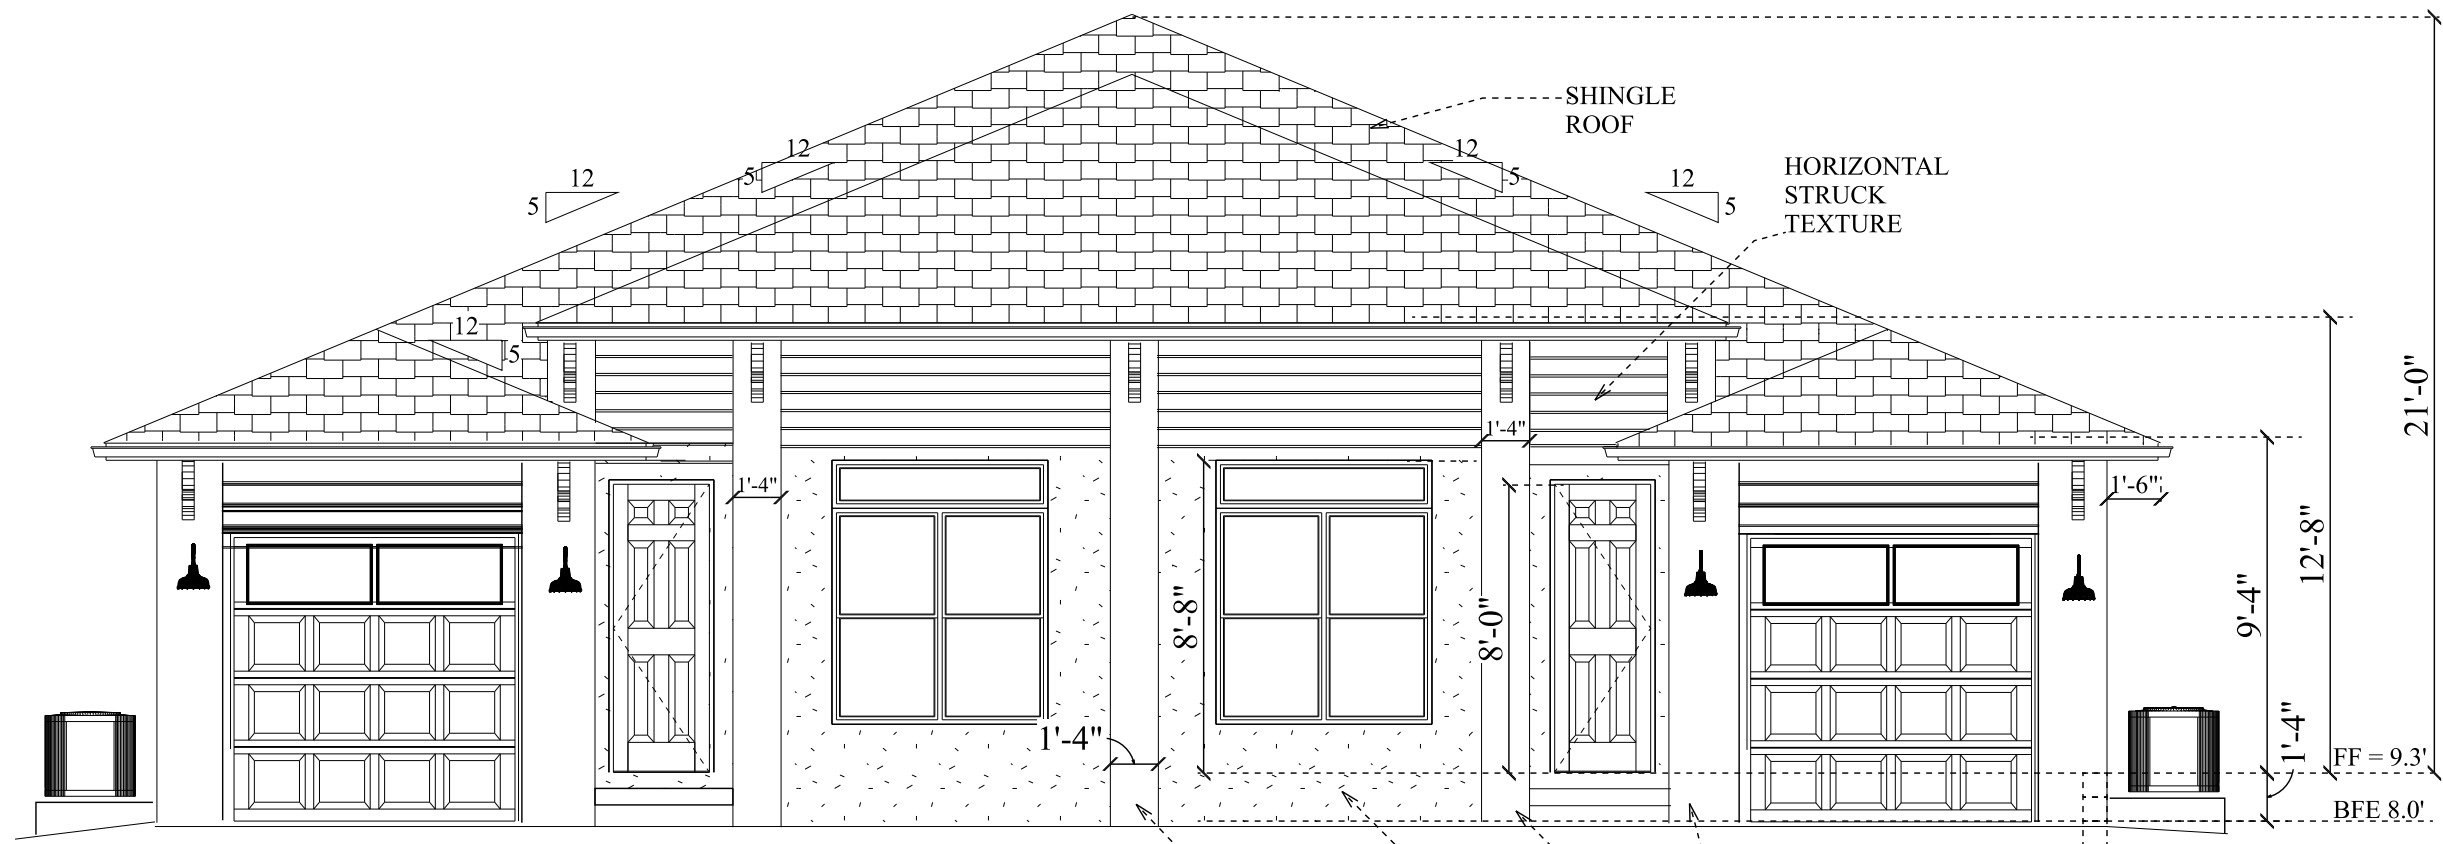 SHINGLE
ROOF
12
5
12
5
12
5
12
5
HORIZONTAL
STRUCK
TEXTURE
12
5
21'-0"
12'-8"
9'-4"
1'-4"
1'-4"
1'-6"
8'-8"
8'-0"
1'-4"
1'-4"
FF = 9.3'
BFE 8.0'